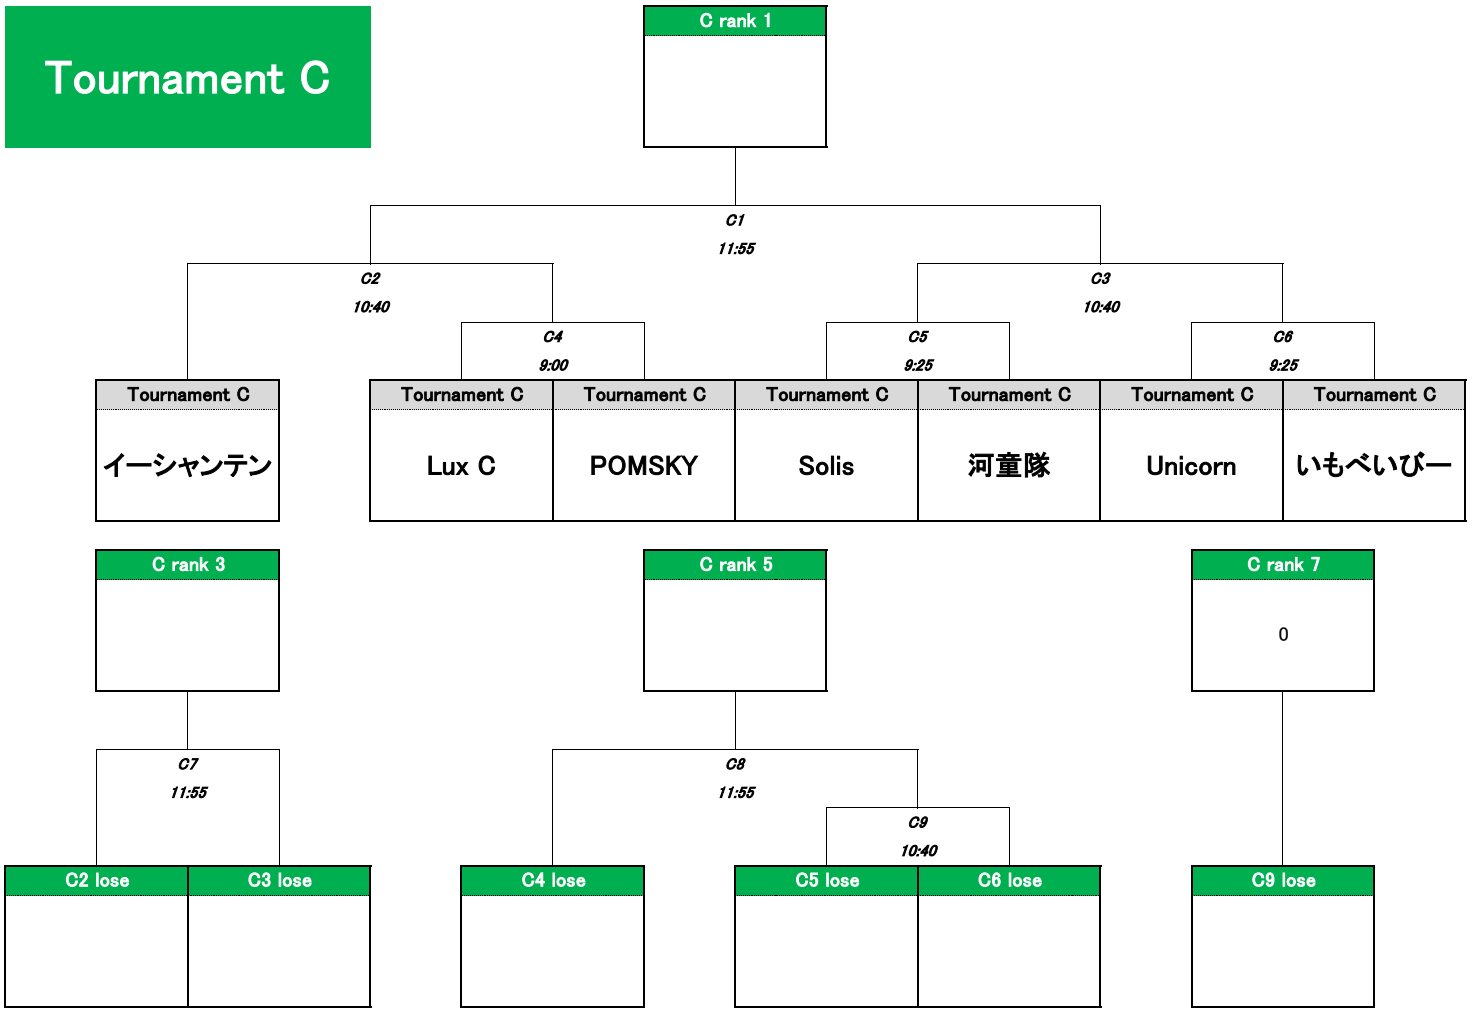 Tournament C
C rank 1
C1
11:55
C2
10:40
C3
10:40
C4
9:00
C5
9:25
C6
9:25
Tournament C
Tournament C
Tournament C
Tournament C
Tournament C
Tournament C
Tournament C
イーシャンテン
Lux C
POMSKY
Solis
河童隊
Unicorn
いもべいびー
C rank 3
C rank 5
C rank 7
0
C7
11:55
C8
11:55
C9
10:40
C2 lose
C3 lose
C4 lose
C5 lose
C6 lose
C9 lose